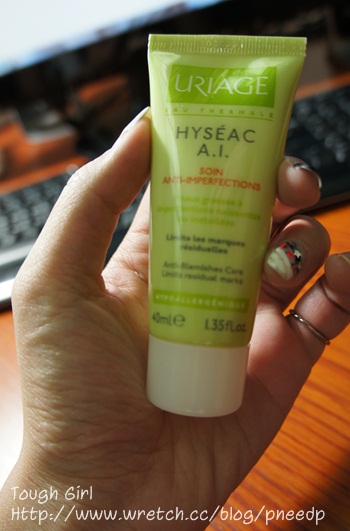 URIAGE
EAU THERMALE
HYSÉAC
A.I.
SOIN
ANTI-IMPERFECTIONS
Limite les marques
résiduelles
Anti-Blemishes Care
Limits residual marks
HYPOALLERGÉNIQUE
40ml e 1.35fl.oz.
Tough Girl
Http://www.wretch.cc/blog/pneedp